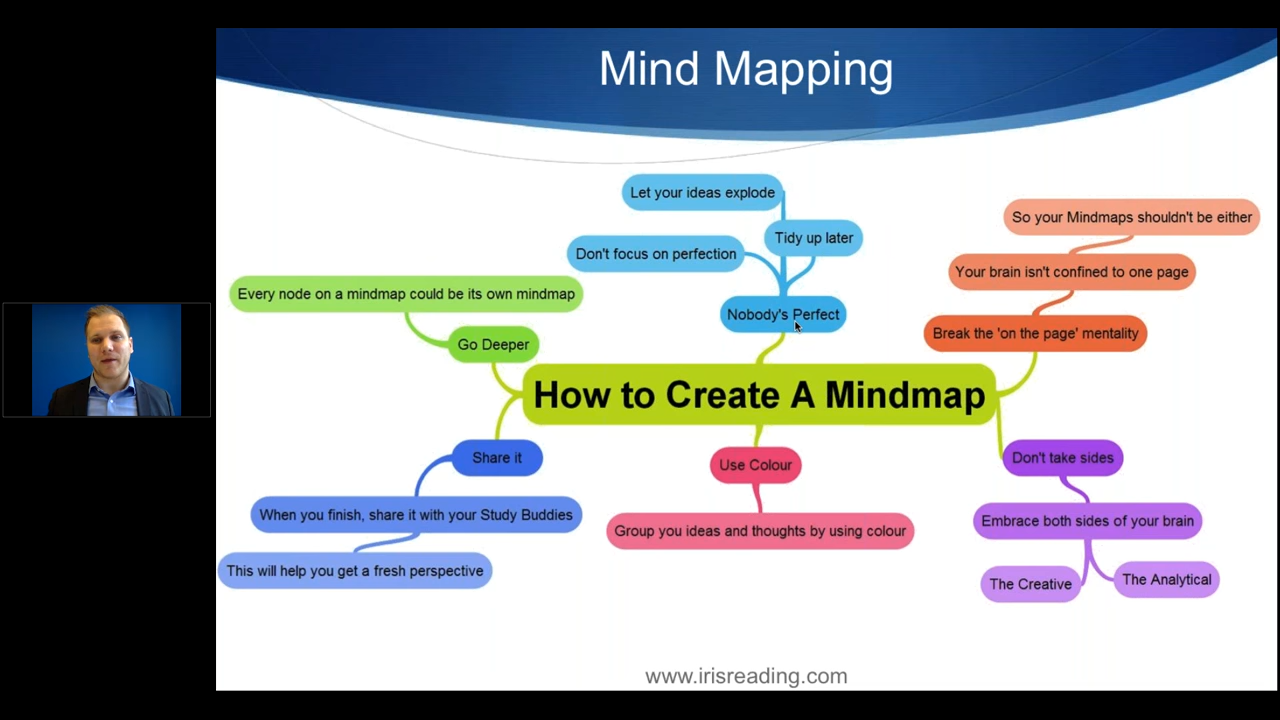 Mind Mapping
Let your ideas explode
Tidy up later
Don't focus on perfection
Nobody's Perfect
So your Mindmaps shouldn't be either
Your brain isn't confined to one page
Break the 'on the page' mentality
Every node on a mindmap could be its own mindmap
Go Deeper
How to Create A Mindmap
Share it
When you finish, share it with your Study Buddies
This will help you get a fresh perspective
Use Colour
Group you ideas and thoughts by using colour
Don't take sides
Embrace both sides of your brain
The Creative
The Analytical
www.irisreading.com